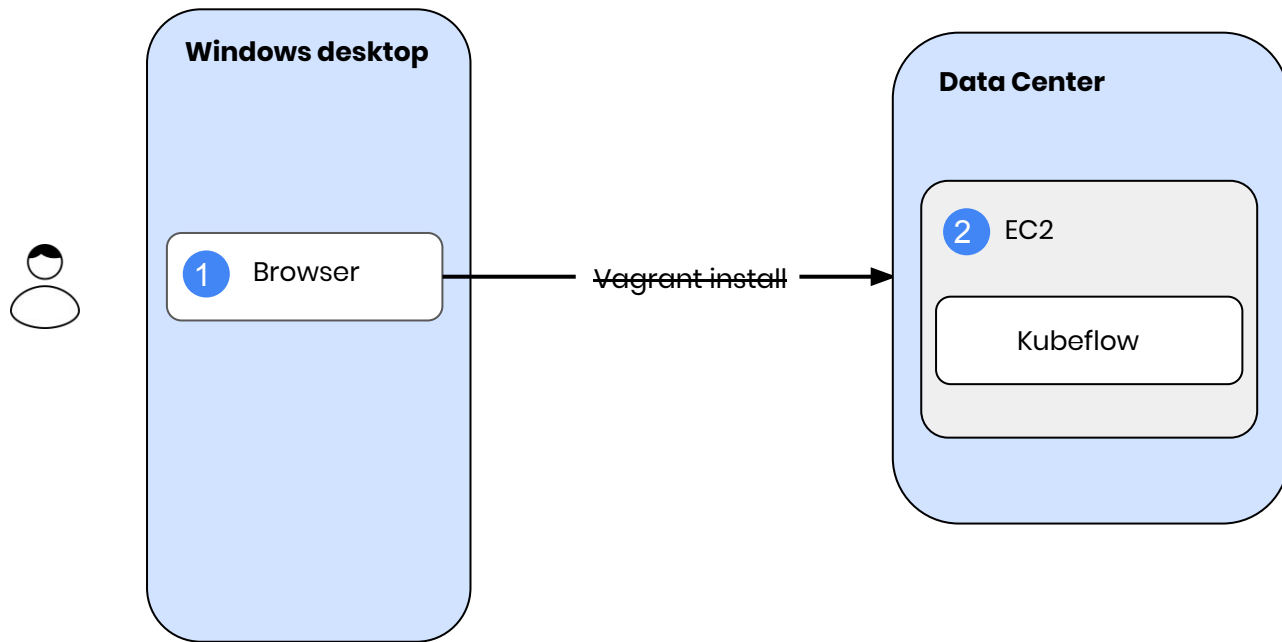 Windows desktop
Data Center
1 Browser
Vagrant install
2 EC2
Kubeflow